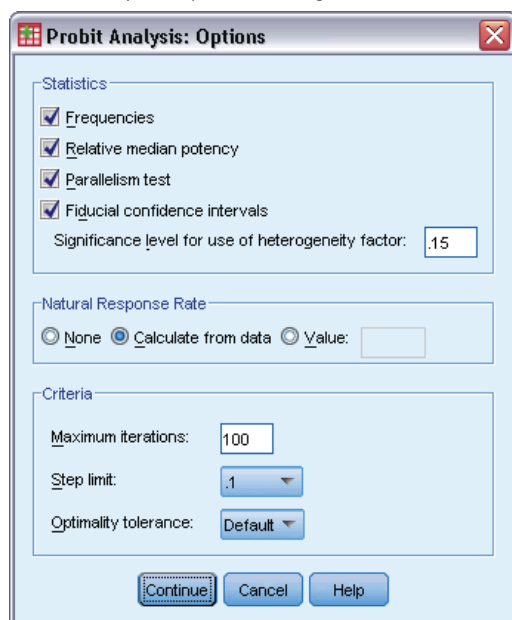 Probit Analysis: Options
Statistics
Frequencies
Relative median potency
Parallelism test
Fiducial confidence intervals
Significance level for use of heterogeneity factor: .15
Natural Response Rate
None Calculate from data Value:
Criteria
Maximum iterations: 100
Step limit: .1
Optimality tolerance: Default
Continue Cancel Help